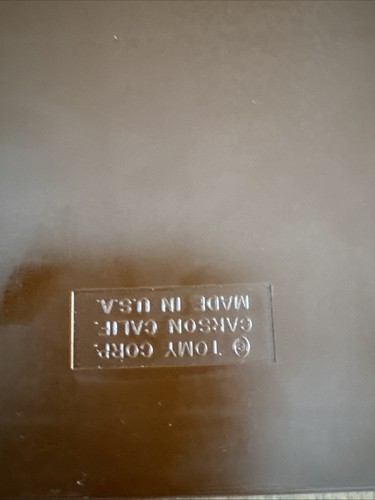 © TOMY CORP.
CARSON CALIF.
MADE IN U.S.A.